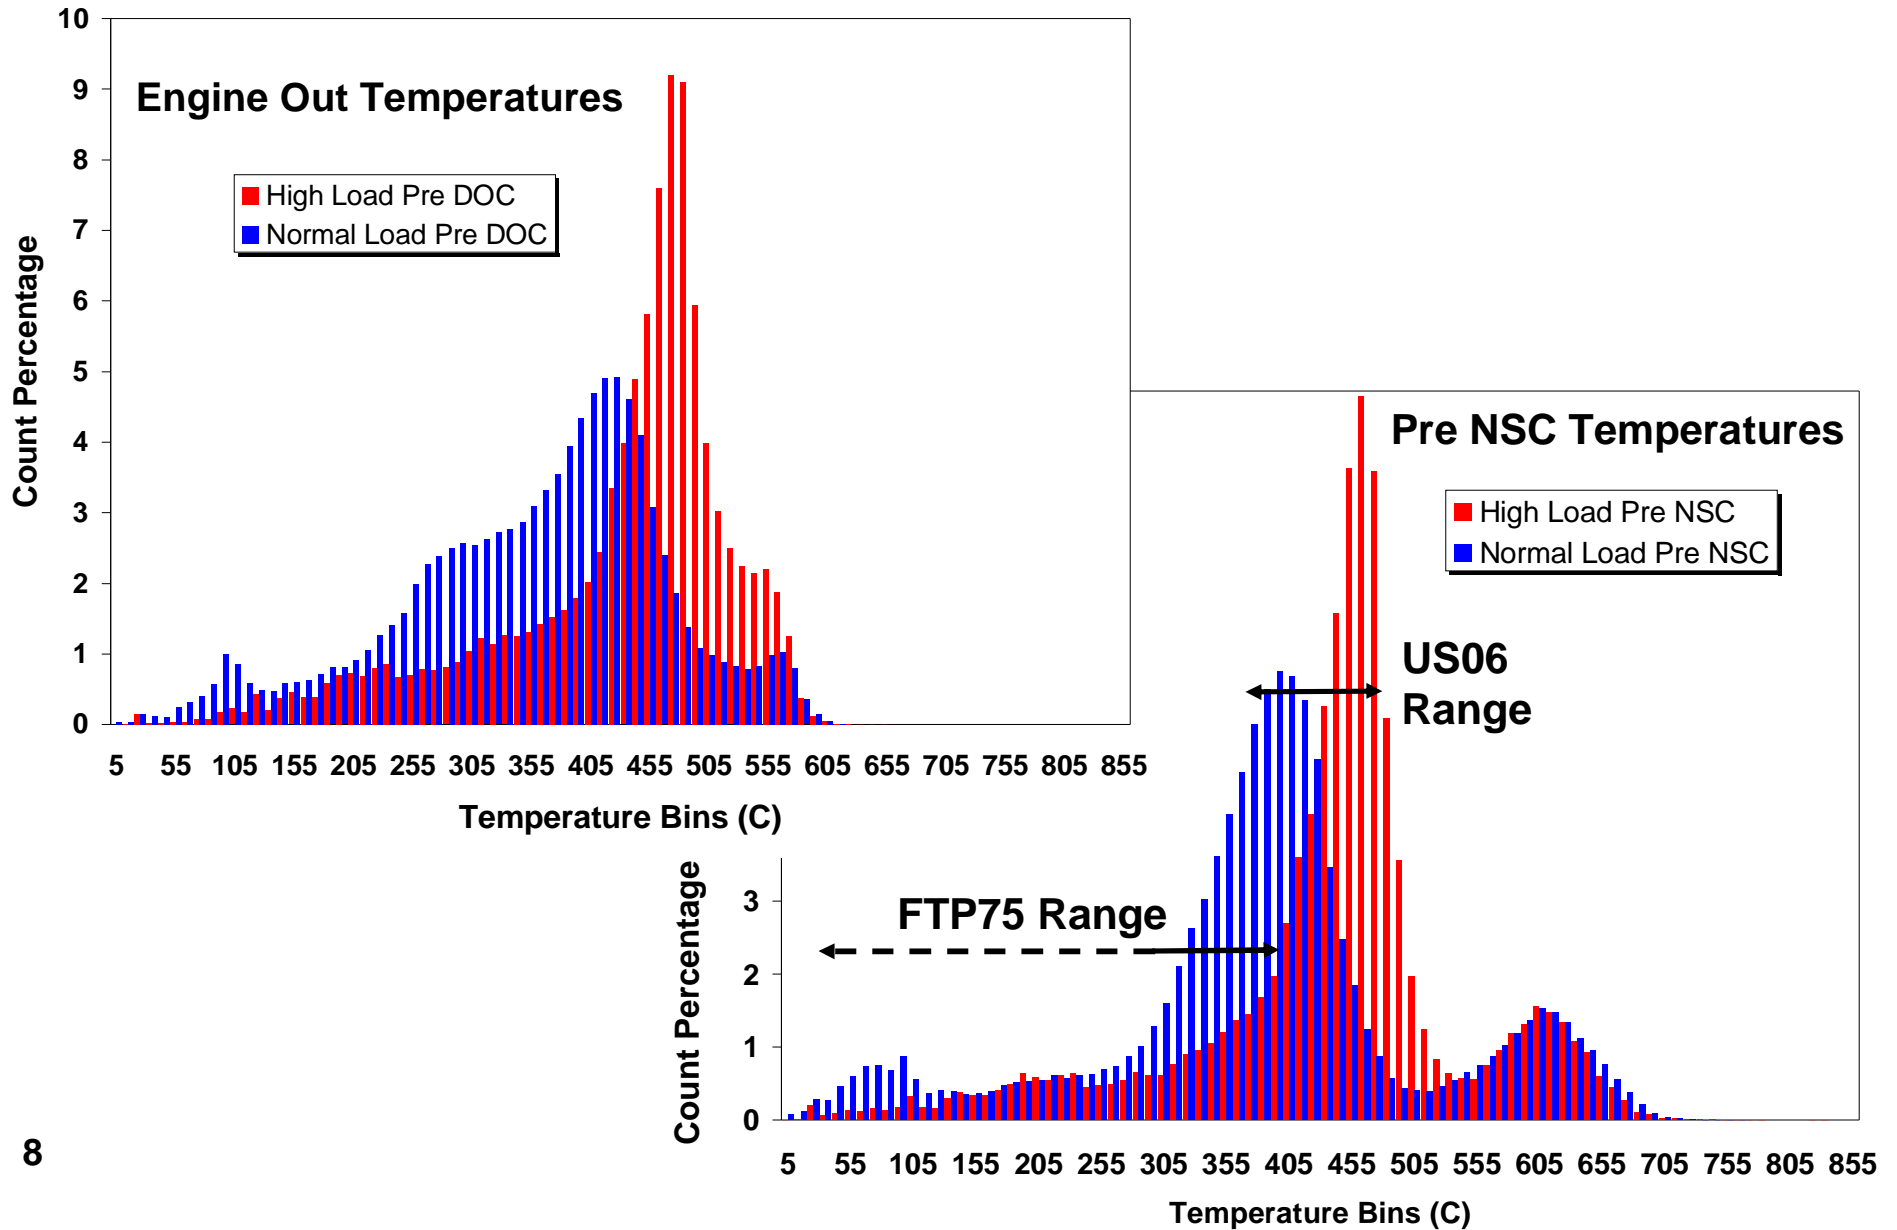 10
9
8
7
6
5
4
3
2
1
0
Count Percentage
Engine Out Temperatures
High Load Pre DOC
Normal Load Pre DOC
5 55 105 155 205 255 305 355 405 455 505 555 605 655 705 755 805 855
Temperature Bins (C)
Pre NSC Temperatures
High Load Pre NSC
Normal Load Pre NSC
US06
Range
FTP75 Range
3
2
1
0
Count Percentage
5 55 105 155 205 255 305 355 405 455 505 555 605 655 705 755 805 855
Temperature Bins (C)
8